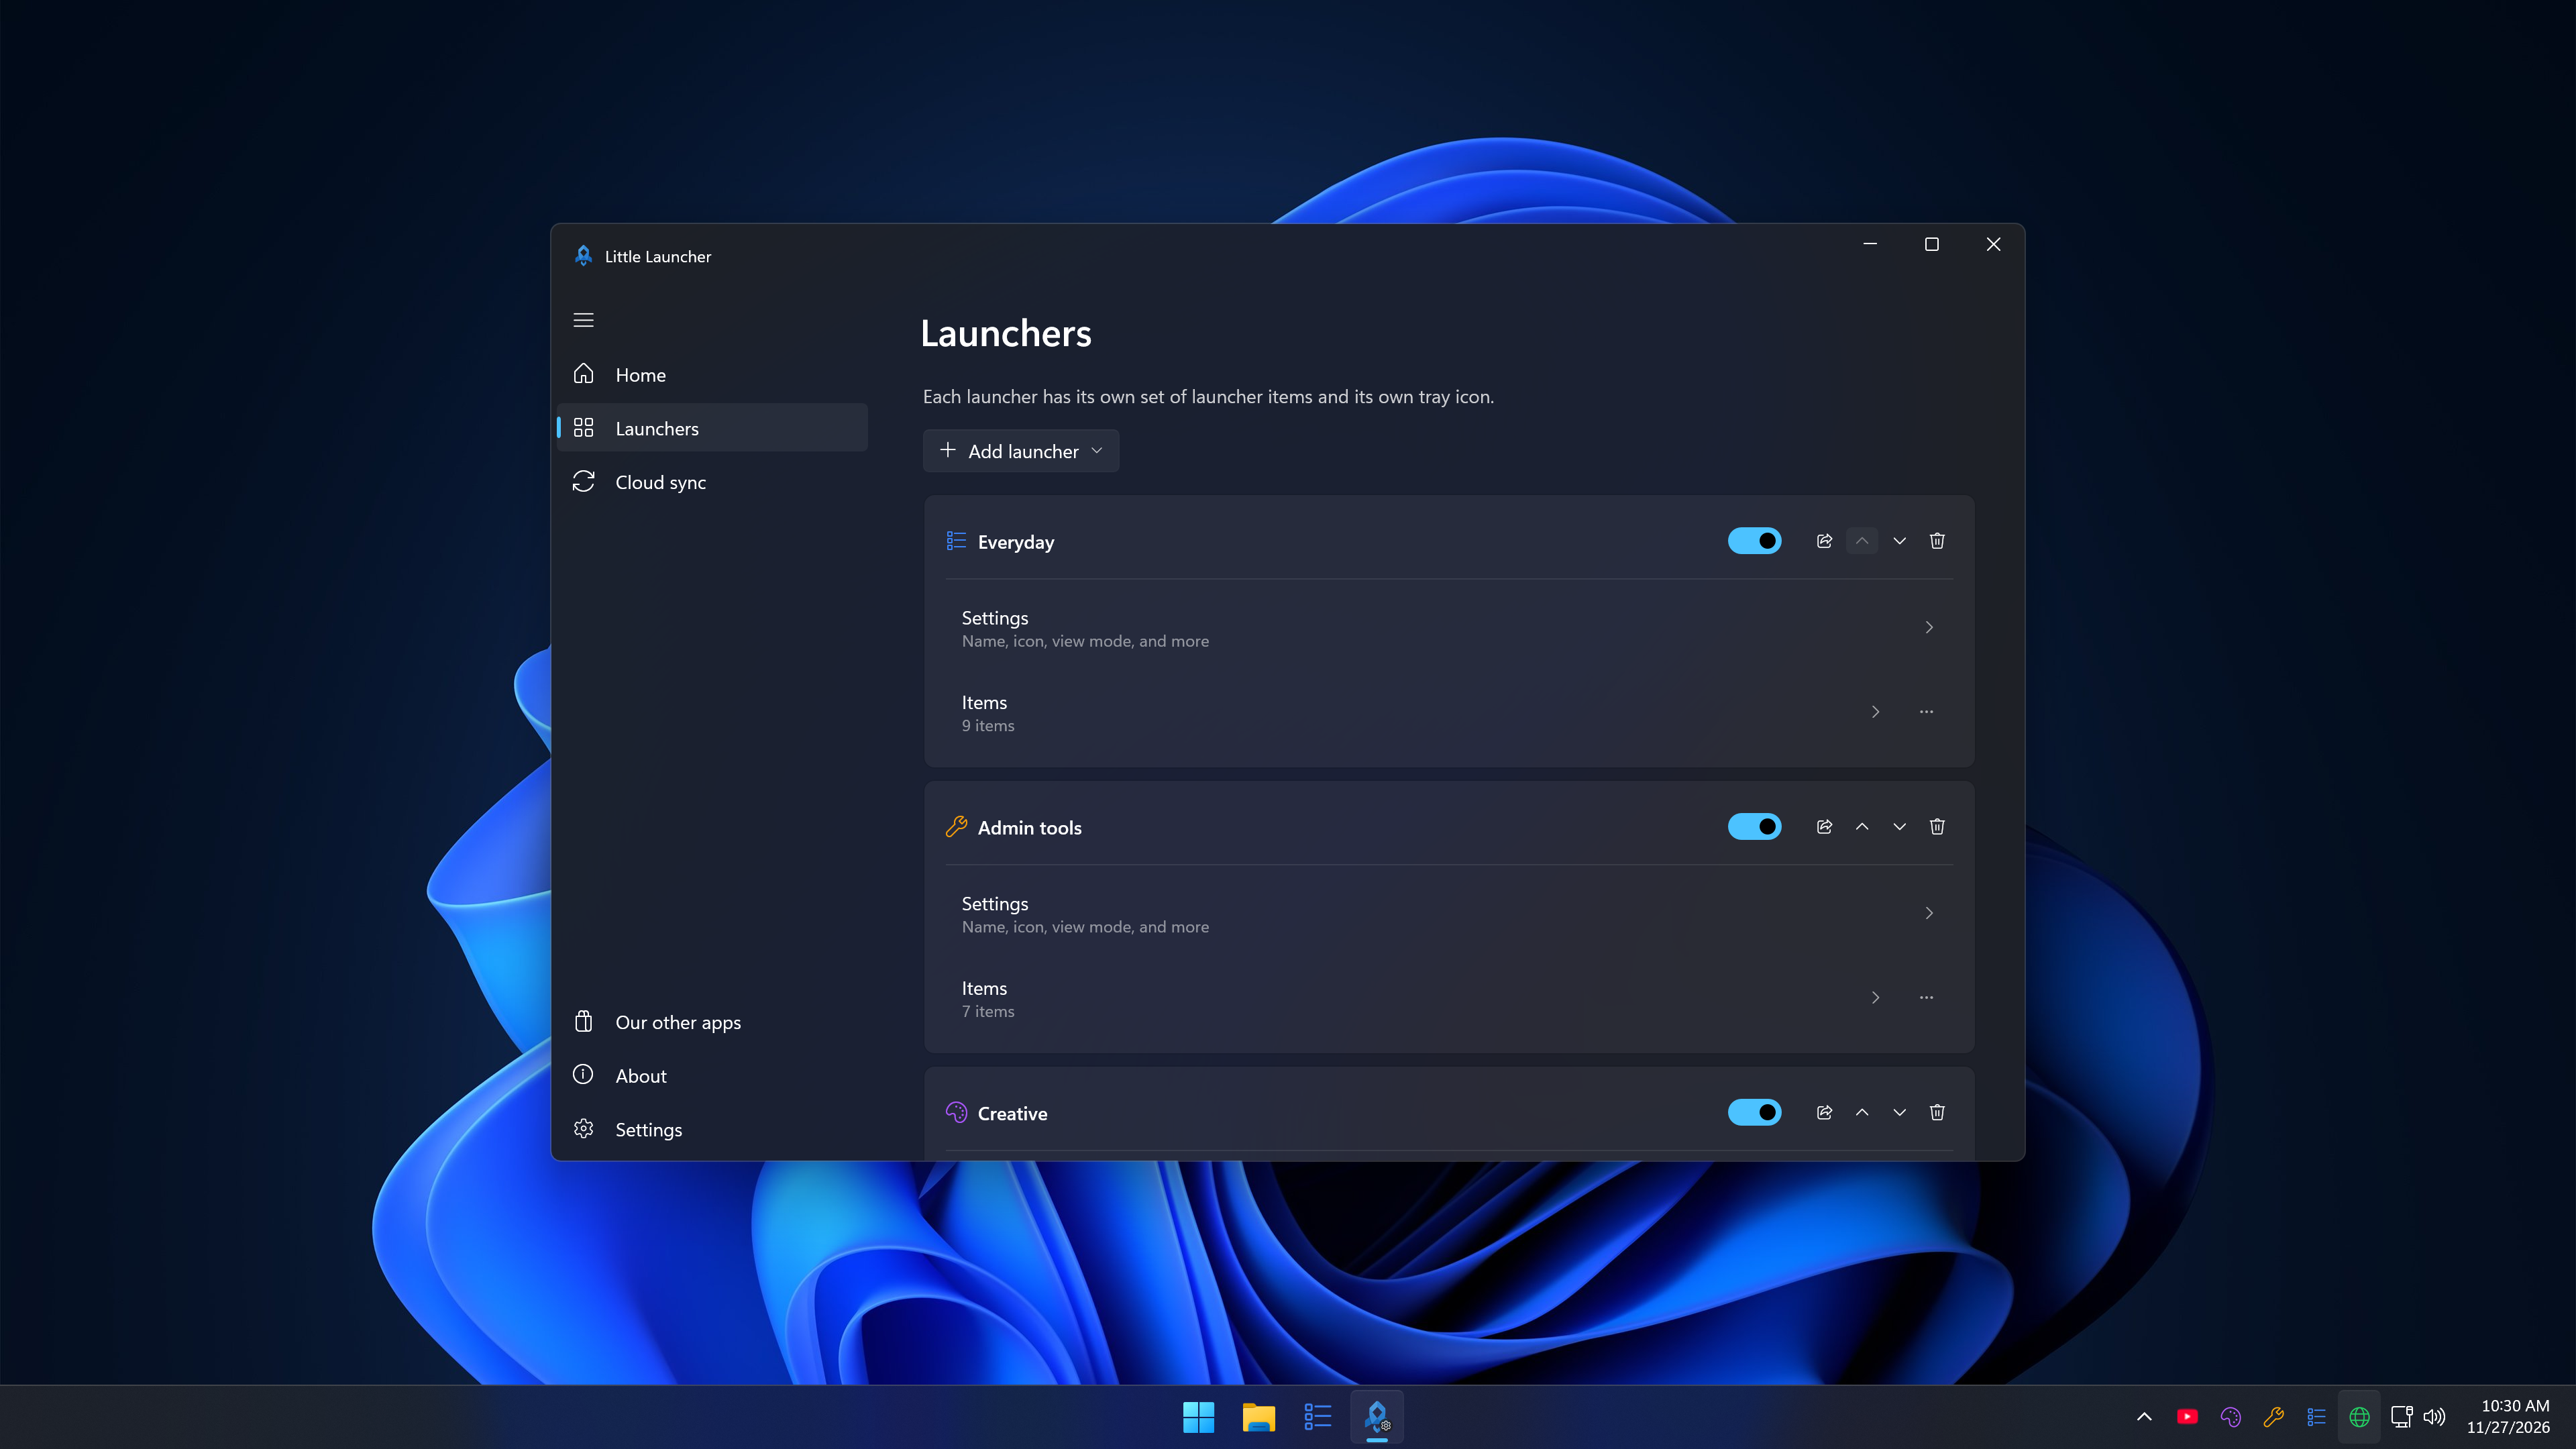 Little Launcher
Home
Launchers
Cloud sync
Our other apps
About
Settings
Launchers
Each launcher has its own set of launcher items and its own tray icon.
Add launcher
Everyday
Settings
Name, icon, view mode, and more
Items
9 items
Admin tools
Settings
Name, icon, view mode, and more
Items
7 items
Creative
10:30 AM
11/27/2026